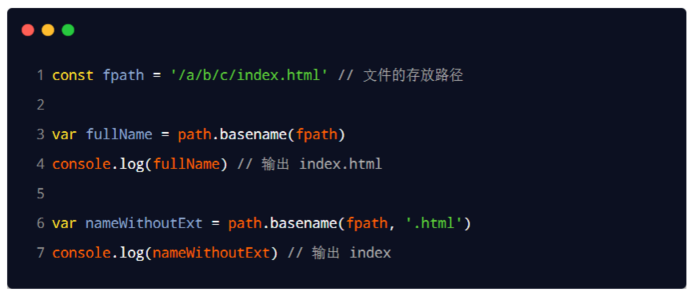 1 const fpath = '/a/b/c/index.html' // 文件的存放路径
2
3 var fullName = path.basename(fpath)
4 console.log(fullName) // 输出 index.html
5
6 var nameWithoutExt = path.basename(fpath, '.html')
7 console.log(nameWithoutExt) // 输出 index